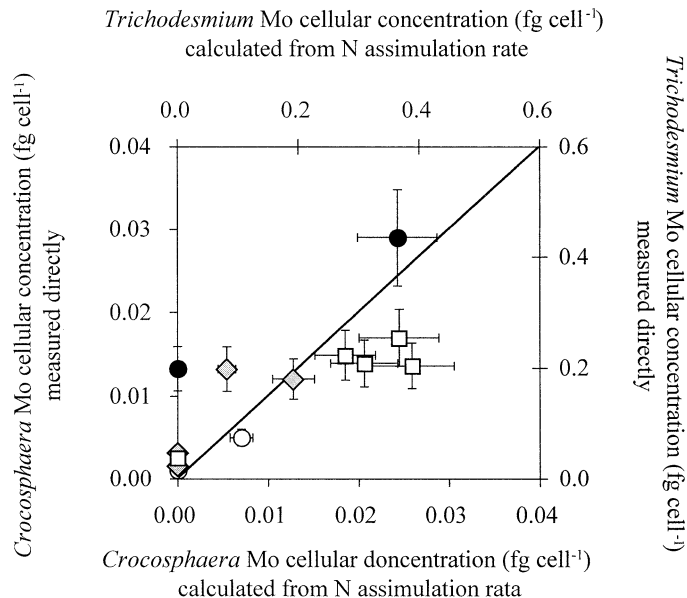 Trichodesmium Mo cellular concentration (fg cell-1)
calculated from N assimilation rate
0.0 0.2 0.4 0.6
Crocosphaera Mo cellular concentration (fg cell-1)
measured directly
0.04
0.03
0.02
0.01
0.00
0.6
0.4
0.2
0.0
Trichodesmium Mo cellular concentration (fg cell-1)
measured directly
0.00 0.01 0.02 0.03 0.04
Crocosphaera Mo cellular doncentration (fg cell-1)
calculated from N assimilation rata